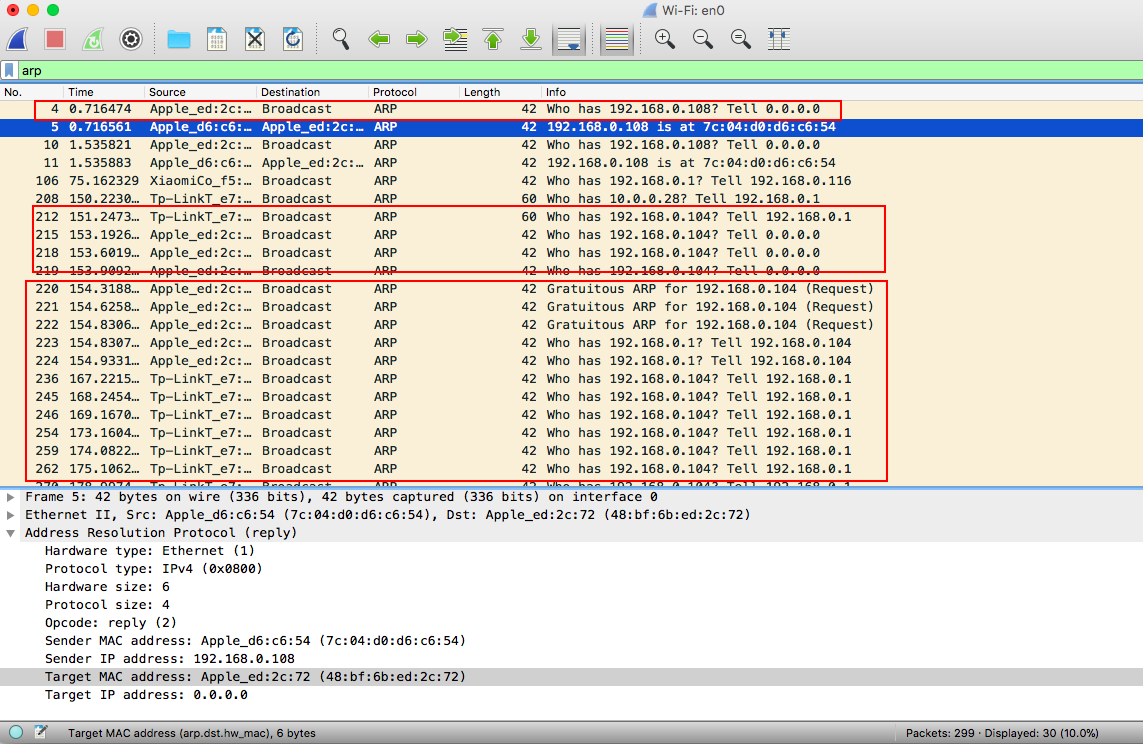 Wi-Fi: en0
arp
No. Time Source Destination Protocol Length Info
4 0.716474 Apple_ed:2c:… Broadcast ARP 42 Who has 192.168.0.108? Tell 0.0.0.0
5 0.716561 Apple_d6:c6:… Apple_ed:2c:… ARP 42 192.168.0.108 is at 7c:04:d0:d6:c6:54
10 1.535821 Apple_ed:2c:… Broadcast ARP 42 Who has 192.168.0.108? Tell 0.0.0.0
11 1.535883 Apple_d6:c6:… Apple_ed:2c:… ARP 42 192.168.0.108 is at 7c:04:d0:d6:c6:54
106 75.162329 XiaomiCo_f5:… Broadcast ARP 42 Who has 192.168.0.1? Tell 192.168.0.116
208 150.2230… Tp-LinkT_e7:… Broadcast ARP 60 Who has 10.0.0.28? Tell 192.168.0.1
212 151.2473… Tp-LinkT_e7:… Broadcast ARP 60 Who has 192.168.0.104? Tell 192.168.0.1
215 153.1926… Apple_ed:2c:… Broadcast ARP 42 Who has 192.168.0.104? Tell 0.0.0.0
218 153.6019… Apple_ed:2c:… Broadcast ARP 42 Who has 192.168.0.104? Tell 0.0.0.0
219 153.9092… Apple_ed:2c:… Broadcast ARP 42 Who has 192.168.0.104? Tell 0.0.0.0
220 154.3188… Apple_ed:2c:… Broadcast ARP 42 Gratuitous ARP for 192.168.0.104 (Request)
221 154.6258… Apple_ed:2c:… Broadcast ARP 42 Gratuitous ARP for 192.168.0.104 (Request)
222 154.8306… Apple_ed:2c:… Broadcast ARP 42 Gratuitous ARP for 192.168.0.104 (Request)
223 154.8307… Apple_ed:2c:… Broadcast ARP 42 Who has 192.168.0.1? Tell 192.168.0.104
224 154.9331… Apple_ed:2c:… Broadcast ARP 42 Who has 192.168.0.1? Tell 192.168.0.104
236 167.2215… Tp-LinkT_e7:… Broadcast ARP 42 Who has 192.168.0.104? Tell 192.168.0.1
245 168.2454… Tp-LinkT_e7:… Broadcast ARP 42 Who has 192.168.0.104? Tell 192.168.0.1
246 169.1670… Tp-LinkT_e7:… Broadcast ARP 42 Who has 192.168.0.104? Tell 192.168.0.1
254 173.1604… Tp-LinkT_e7:… Broadcast ARP 42 Who has 192.168.0.104? Tell 192.168.0.1
259 174.0822… Tp-LinkT_e7:… Broadcast ARP 42 Who has 192.168.0.104? Tell 192.168.0.1
262 175.1062… Tp-LinkT_e7:… Broadcast ARP 42 Who has 192.168.0.104? Tell 192.168.0.1
Frame 5: 42 bytes on wire (336 bits), 42 bytes captured (336 bits) on interface 0
Ethernet II, Src: Apple_d6:c6:54 (7c:04:d0:d6:c6:54), Dst: Apple_ed:2c:72 (48:bf:6b:ed:2c:72)
Address Resolution Protocol (reply)
Hardware type: Ethernet (1)
Protocol type: IPv4 (0x0800)
Hardware size: 6
Protocol size: 4
Opcode: reply (2)
Sender MAC address: Apple_d6:c6:54 (7c:04:d0:d6:c6:54)
Sender IP address: 192.168.0.108
Target MAC address: Apple_ed:2c:72 (48:bf:6b:ed:2c:72)
Target IP address: 0.0.0.0
Target MAC address (arp.dst.hw_mac), 6 bytes
Packets: 299 · Displayed: 30 (10.0%)